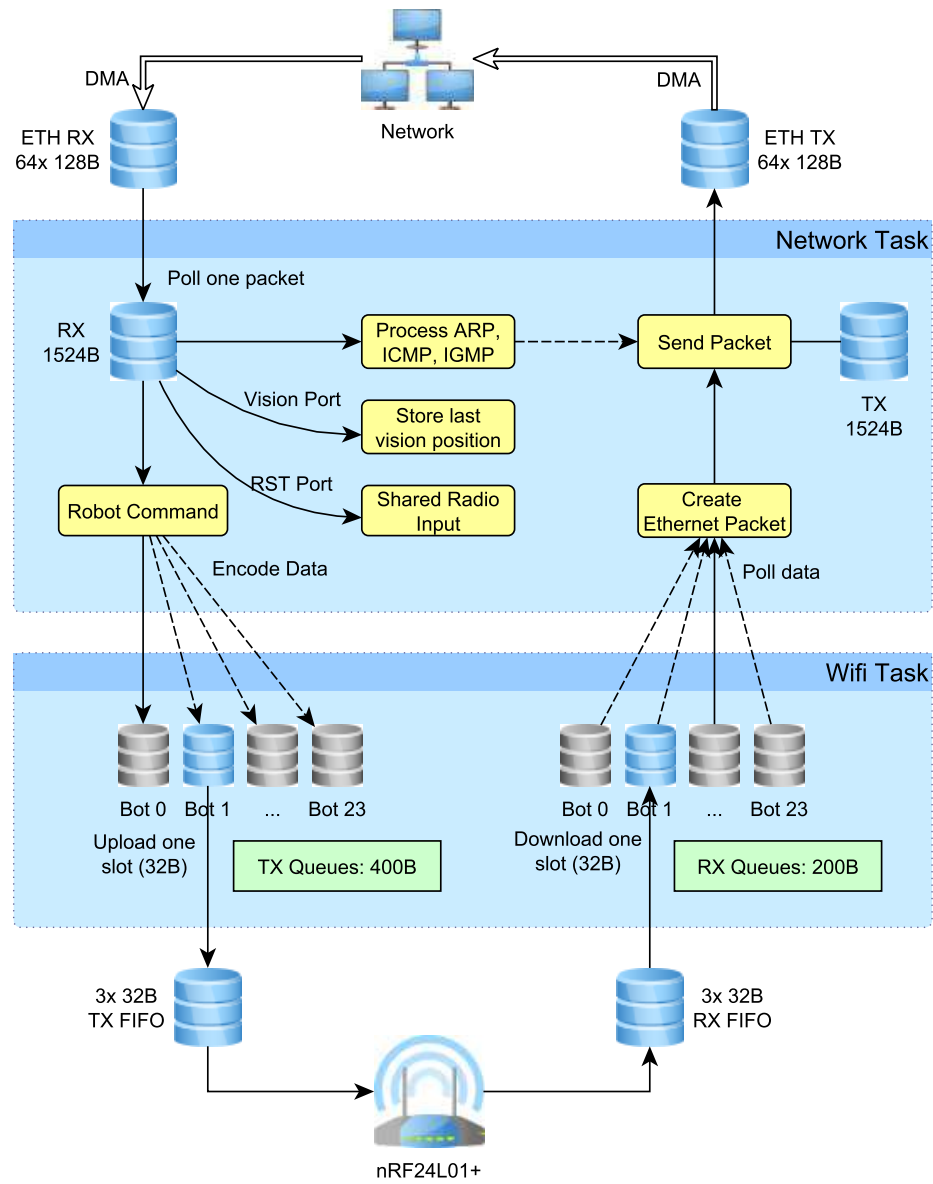 DMA
DMA
Network
ETH RX
64x 128B
ETH TX
64x 128B
Network Task
Poll one packet
RX
1524B
Process ARP,
ICMP, IGMP
Send Packet
TX
1524B
Vision Port
Store last
vision position
RST Port
Shared Radio
Input
Robot Command
Create
Ethernet Packet
Encode Data
Poll data
Wifi Task
Bot 0
Bot 1
...
Bot 23
Bot 0
Bot 1
...
Bot 23
Upload one
slot (32B)
TX Queues: 400B
Download one
slot (32B)
RX Queues: 200B
3x 32B
TX FIFO
3x 32B
RX FIFO
nRF24L01+